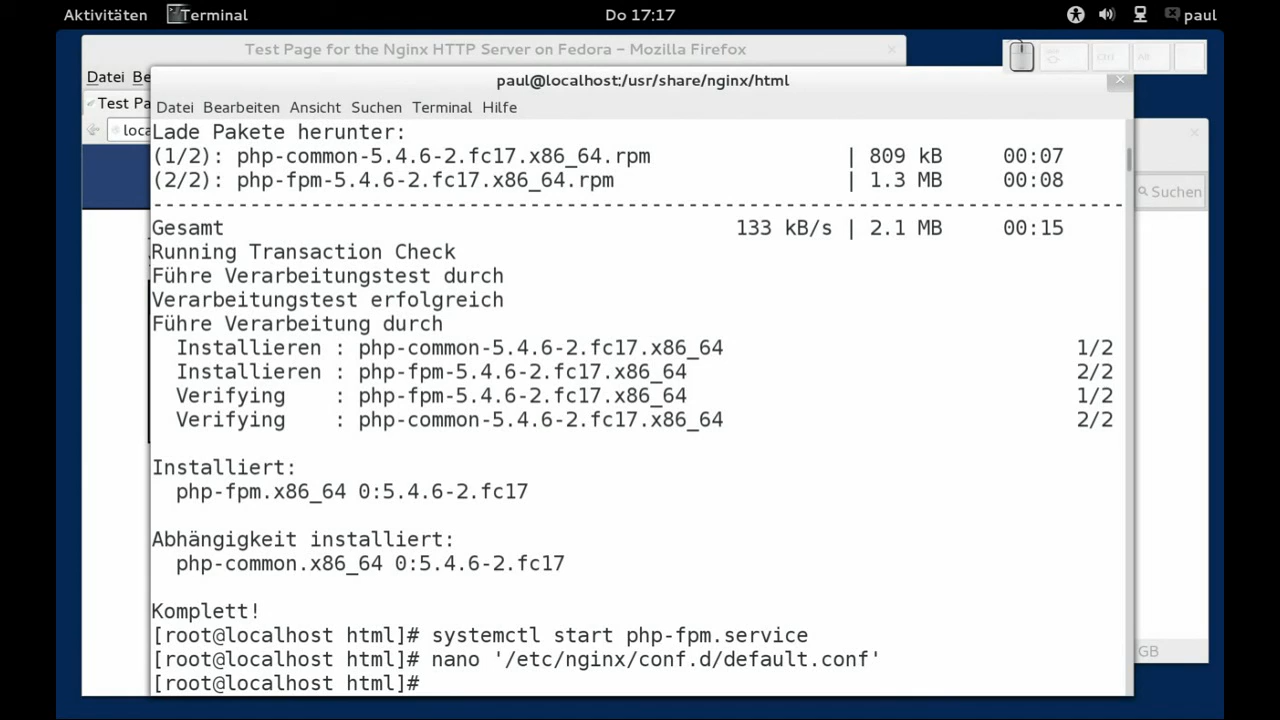 Aktivitäten Terminal Do 17:17 paul
Test Page for the Nginx HTTP Server on Fedora – Mozilla Firefox
Datei Be
Test Pa
loca
paul@localhost:/usr/share/nginx/html
Datei Bearbeiten Ansicht Suchen Terminal Hilfe
Lade Pakete herunter:
(1/2): php-common-5.4.6-2.fc17.x86_64.rpm | 809 kB 00:07
(2/2): php-fpm-5.4.6-2.fc17.x86_64.rpm | 1.3 MB 00:08
--------------------------------------------------------------------------------
Gesamt 133 kB/s | 2.1 MB 00:15
Running Transaction Check
Führe Verarbeitungstest durch
Verarbeitungstest erfolgreich
Führe Verarbeitung durch
Installieren : php-common-5.4.6-2.fc17.x86_64 1/2
Installieren : php-fpm-5.4.6-2.fc17.x86_64 2/2
Verifying : php-fpm-5.4.6-2.fc17.x86_64 1/2
Verifying : php-common-5.4.6-2.fc17.x86_64 2/2
Installiert:
php-fpm.x86_64 0:5.4.6-2.fc17
Abhängigkeit installiert:
php-common.x86_64 0:5.4.6-2.fc17
Komplett!
[root@localhost html]# systemctl start php-fpm.service
[root@localhost html]# nano '/etc/nginx/conf.d/default.conf'
[root@localhost html]#
Suchen
GB